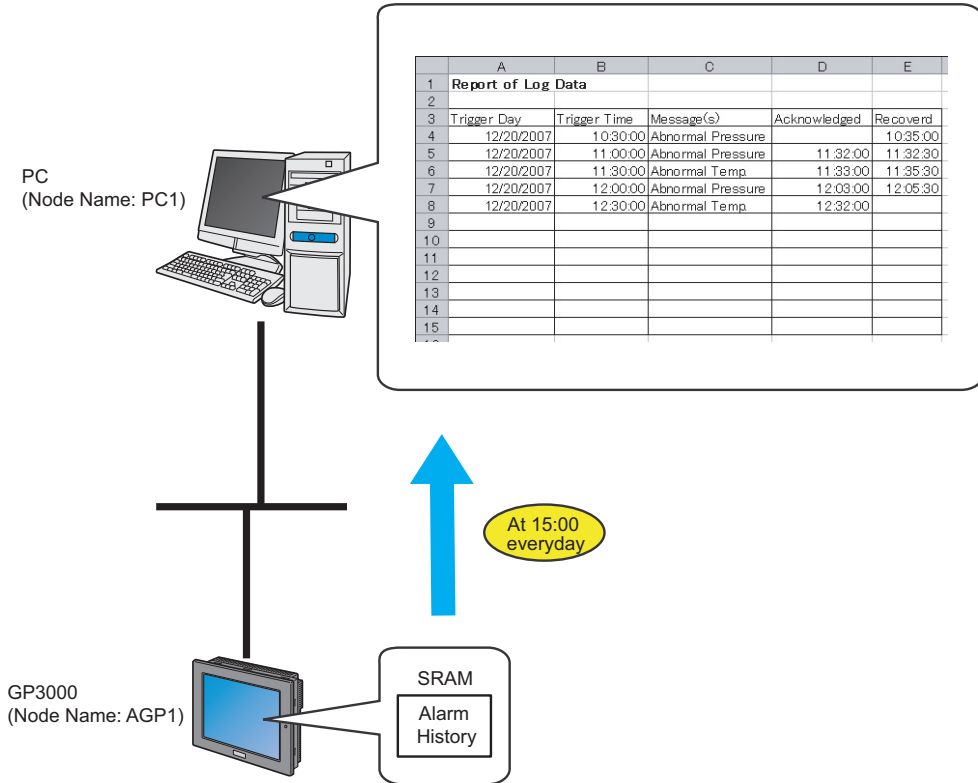 A B C D E
1 Report of Log Data
2
3 Trigger Day Trigger Time Message(s) Acknowledged Recoverd
4 12/20/2007 10:30:00 Abnormal Pressure 10:35:00
5 12/20/2007 11:00:00 Abnormal Pressure 11:32:00 11:32:30
6 12/20/2007 11:30:00 Abnormal Temp. 11:33:00 11:35:30
7 12/20/2007 12:00:00 Abnormal Pressure 12:03:00 12:05:30
8 12/20/2007 12:30:00 Abnormal Temp. 12:32:00
9
10
11
12
13
14
15
PC
(Node Name: PC1)
At 15:00
everyday
GP3000
(Node Name: AGP1)
SRAM
Alarm
History